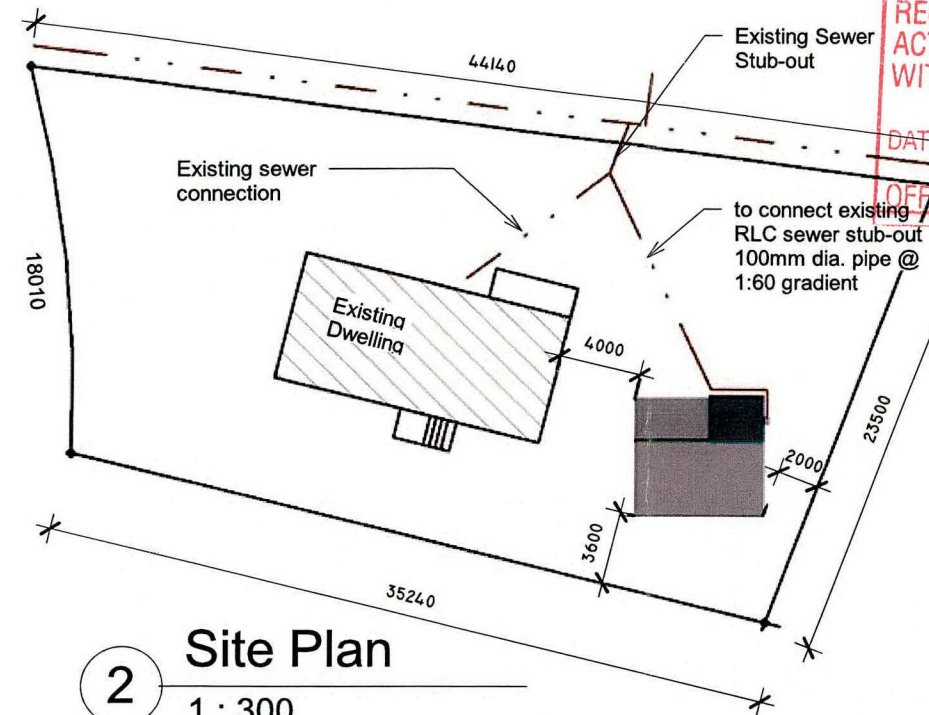 44140
Existing Sewer
Stub-out
Existing sewer
connection
to connect existing
RLC sewer stub-out
100mm dia. pipe @
1:60 gradient
18010
Existing
Dwelling
4000
23500
2000
3600
35240
2
Site Plan
1 : 300